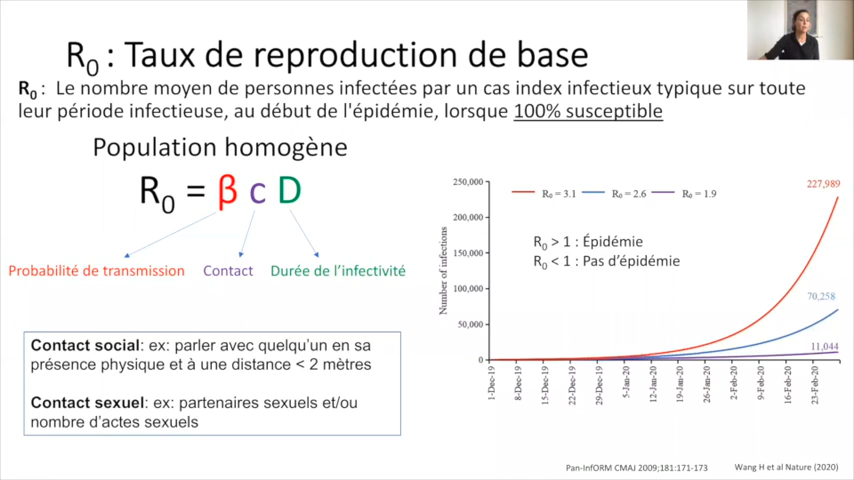 R0 : Taux de reproduction de base
R0 : Le nombre moyen de personnes infectées par un cas index infectieux typique sur toute
leur période infectieuse, au début de l'épidémie, lorsque 100% susceptible
Population homogène
R0 = β c D
Probabilité de transmission
Contact
Durée de l'infectivité
Contact social: ex: parler avec quelqu'un en sa
présence physique et à une distance < 2 mètres
Contact sexuel: ex: partenaires sexuels et/ou
nombre d'actes sexuels
Number of infections
250,000
200,000
150,000
100,000
50,000
0
R0 = 3.1
R0 = 2.6
R0 = 1.9
227,989
R0 > 1 : Épidémie
R0 < 1 : Pas d'épidémie
70,258
11,044
1-Dec-19
8-Dec-19
15-Dec-19
22-Dec-19
29-Dec-19
5-Jan-20
12-Jan-20
19-Jan-20
26-Jan-20
2-Feb-20
9-Feb-20
16-Feb-20
23-Feb-20
Pan-InfORM CMAJ 2009;181:171-173
Wang H et al Nature (2020)